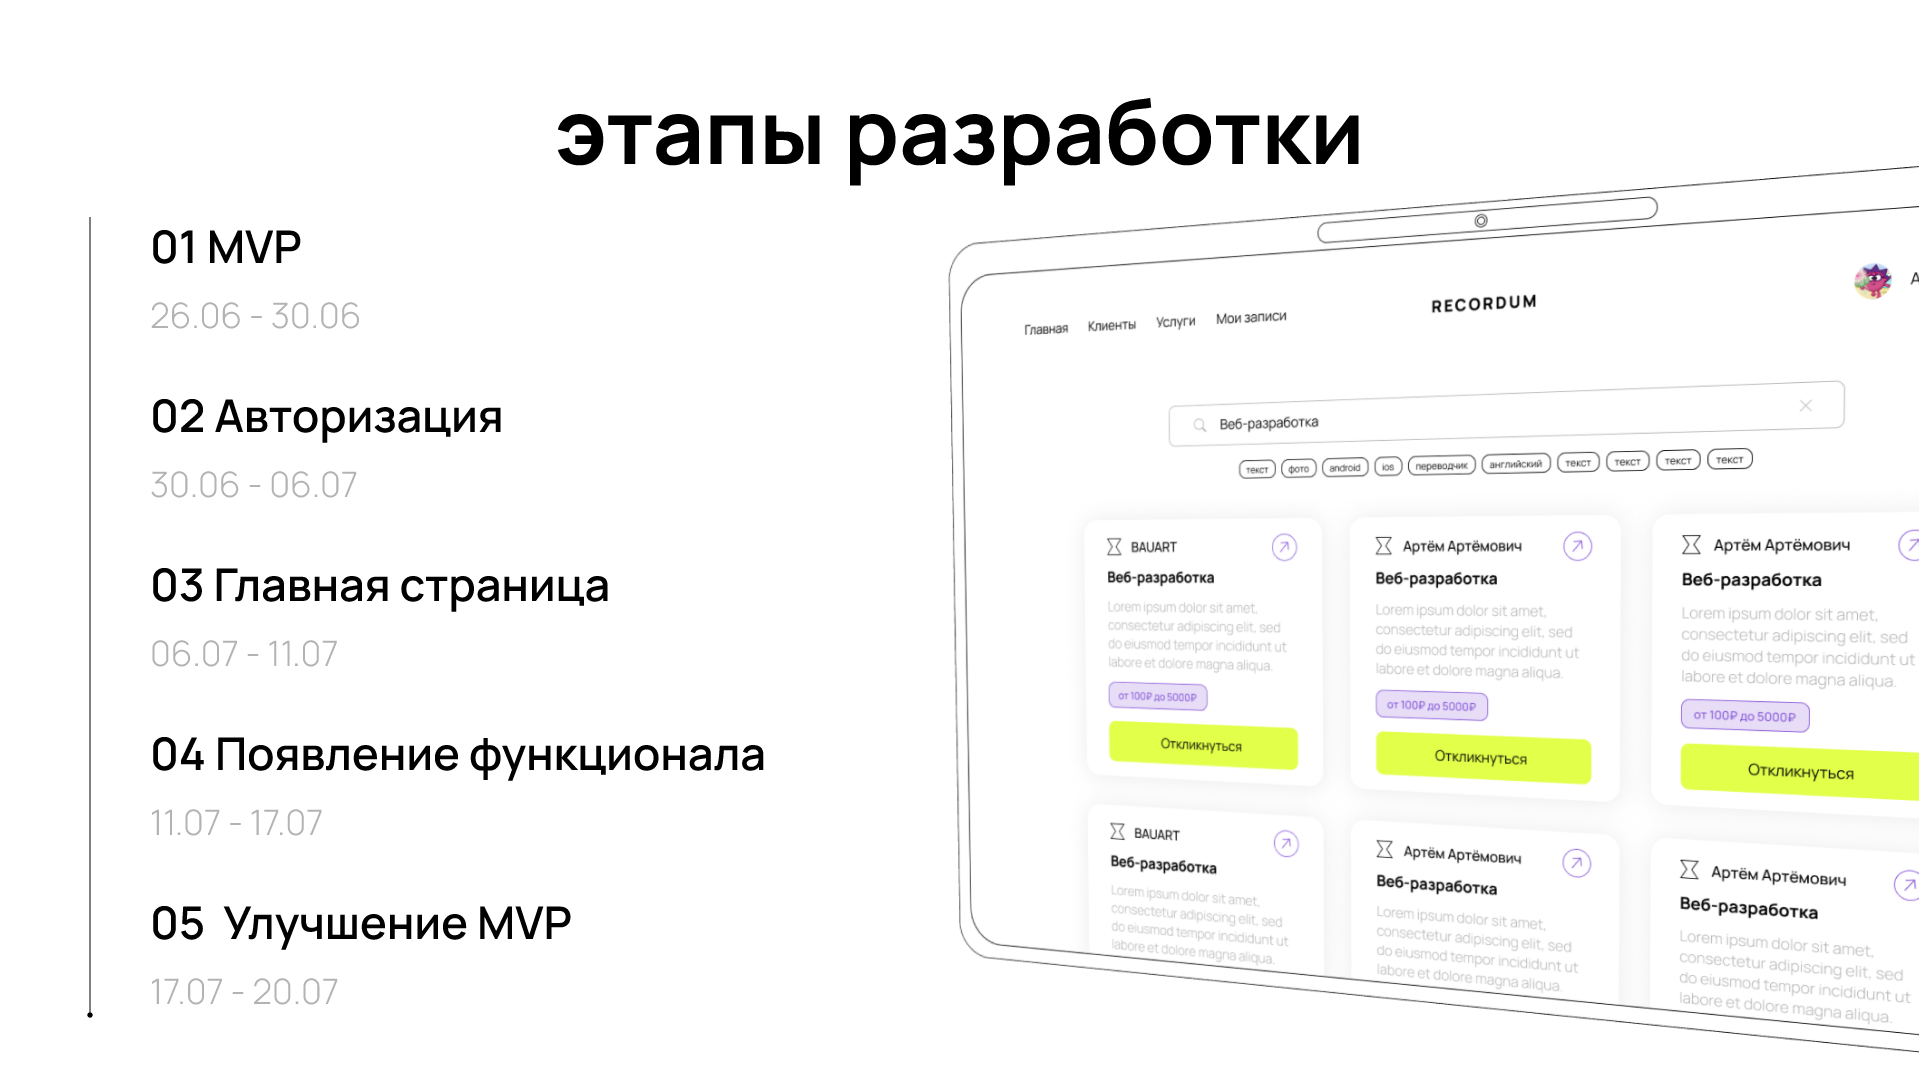 этапы разработки
01 MVP
26.06 - 30.06
02 Авторизация
30.06 - 06.07
03 Главная страница
06.07 - 11.07
04 Появление функционала
11.07 - 17.07
05 Улучшение MVP
17.07 - 20.07
Главная Клиенты Услуги Мои записи
RECORDUM
А
Веб-разработка
текст фото android ios переводчик английский текст текст текст текст
BAUART
Веб-разработка
Lorem ipsum dolor sit amet,
consectetur adipiscing elit, sed
do eiusmod tempor incididunt ut
labore et dolore magna aliqua.
от 100₽ до 5000₽
Откликнуться
Артём Артёмович
Веб-разработка
Lorem ipsum dolor sit amet,
consectetur adipiscing elit, sed
do eiusmod tempor incididunt ut
labore et dolore magna aliqua.
от 100₽ до 5000₽
Откликнуться
Артём Артёмович
Веб-разработка
Lorem ipsum dolor sit amet,
consectetur adipiscing elit, sed
do eiusmod tempor incididunt ut
labore et dolore magna aliqua.
от 100₽ до 5000₽
Откликнуться
BAUART
Веб-разработка
Lorem ipsum dolor sit amet,
consectetur adipiscing elit, sed
do eiusmod tempor incididunt ut
labore et dolore magna aliqua.
Артём Артёмович
Веб-разработка
Lorem ipsum dolor sit amet,
consectetur adipiscing elit, sed
do eiusmod tempor incididunt ut
labore et dolore magna aliqua.
Артём Артёмович
Веб-разработка
Lorem ipsum dolor sit amet,
consectetur adipiscing elit, sed
do eiusmod tempor incididunt ut
labore et dolore magna aliqua.